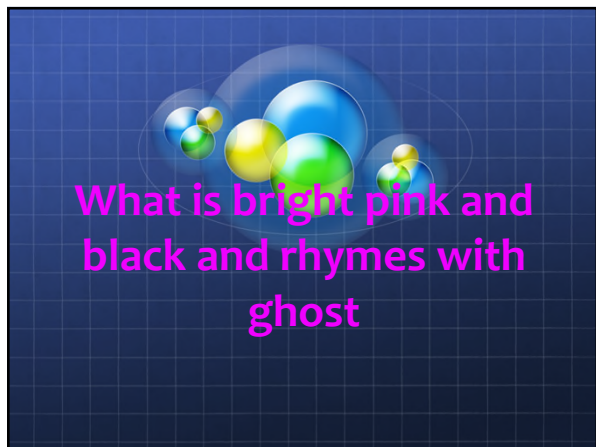 What is bright pink and
black and rhymes with
ghost